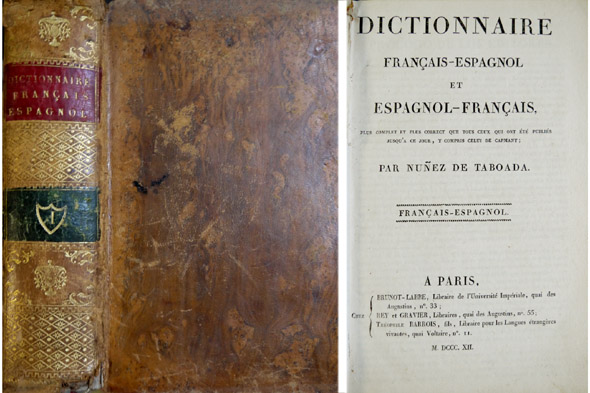 DICTIONNAIRE
FRANÇAIS
ESPAGNOL
I
DICTIONNAIRE
FRANÇAIS-ESPAGNOL
ET
ESPAGNOL-FRANÇAIS,
PLUS COMPLET ET PLUS CORRECT QUE TOUS CEUX QUI ONT ÉTÉ PUBLIÉS
JUSQU'A CE JOUR, Y COMPRIS CELUI DE CAPMANY;
PAR NUÑEZ DE TABOADA.
FRANÇAIS-ESPAGNOL.
A PARIS,
BRUNOT-LABBE, Libraire de l'Université Impériale, quai des
Augustins, n°. 33;
Chez REY et GRAVIER, Libraires, quai des Augustins, n°. 55;
THÉOPHILE BARROIS, fils, Libraire pour les Langues étrangères
vivantes, quai Voltaire, n°. 11.
M. DCCC. XII.